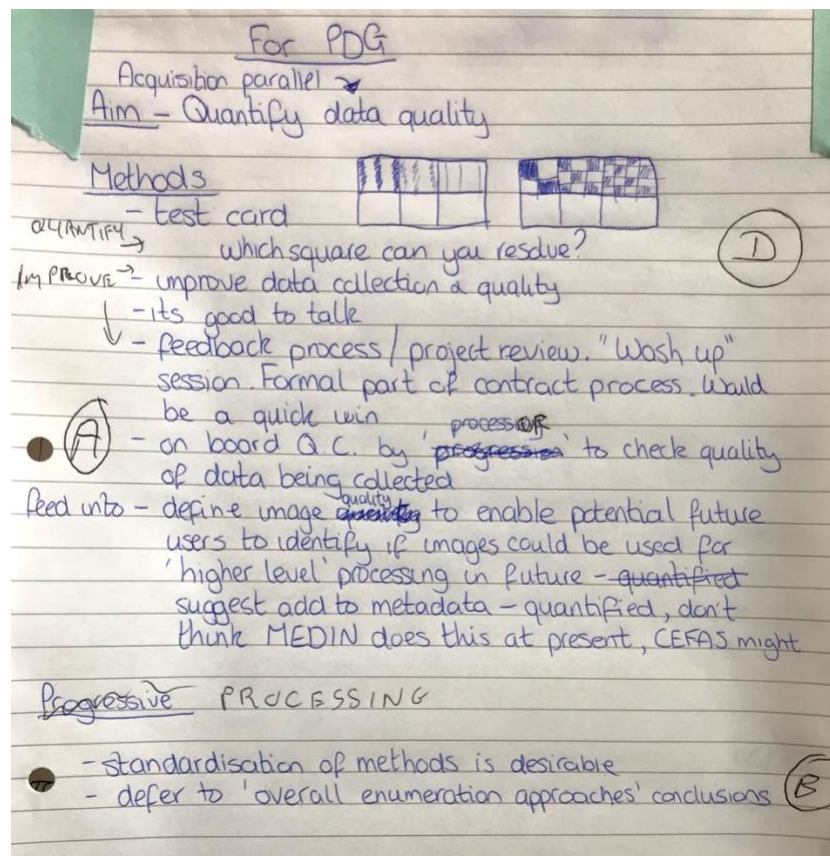 For PDG
Acquisition parallel
Aim - Quantify data quality
Methods
- test card
QUANTIFY → which square can you resolve?
D
IMPROVE → - improve data collection & quality
- its good to talk
- feedback process / project review. "Wash up"
session. Formal part of contract process. Would
be a quick win
A
- on board Q.C. by 'progression processor' to check quality
of data being collected
feed into - define image quality to enable potential future
users to identify if images could be used for
'higher level' processing in future - quantified
suggest add to metadata - quantified, don't
think MEDIN does this at present, CEFAS might
Progressive PROCESSING
- standardisation of methods is desirable
- defer to 'overall enumeration approaches' conclusions
B